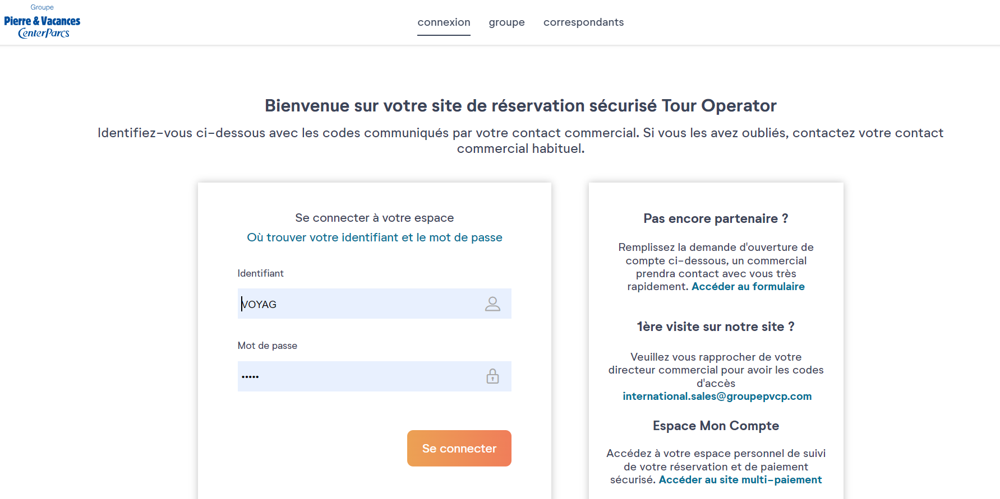 Groupe
Pierre & Vacances
CenterParcs
connexion groupe correspondants
Bienvenue sur votre site de réservation sécurisé Tour Operator
Identifiez-vous ci-dessous avec les codes communiqués par votre contact commercial. Si vous les avez oubliés, contactez votre contact
commercial habituel.
Se connecter à votre espace
Où trouver votre identifiant et le mot de passe
Identifiant
VOYAG
Mot de passe
•••••
Se connecter
Pas encore partenaire ?
Remplissez la demande d'ouverture de
compte ci-dessous, un commercial
prendra contact avec vous très
rapidement. Accéder au formulaire
1ère visite sur notre site ?
Veuillez vous rapprocher de votre
directeur commercial pour avoir les codes
d'accès
international.sales@groupepvcp.com
Espace Mon Compte
Accédez à votre espace personnel de suivi
de votre réservation et de paiement
sécurisé. Accéder au site multi-paiement